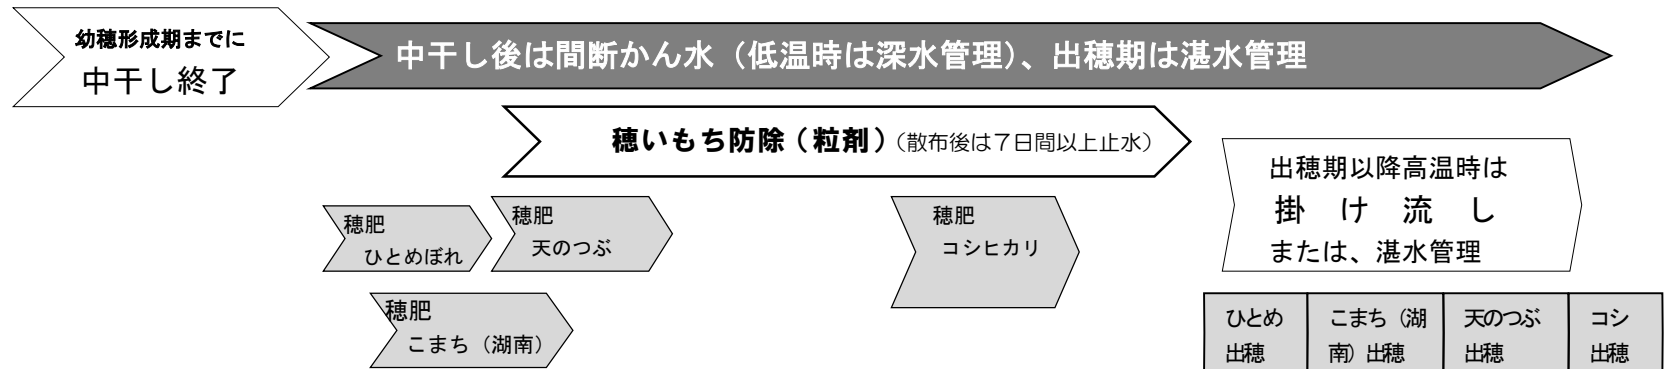 幼穂形成期までに
中干し終了
中干し後は間断かん水（低温時は深水管理）、出穂期は湛水管理
穂いもち防除（粒剤）（散布後は７日間以上止水）
出穂期以降高温時は
掛け流し
または、湛水管理
穂肥
ひとめぼれ
穂肥
天のつぶ
穂肥
コシヒカリ
穂肥
こまち（湖南）
ひとめ
出穂
こまち（湖
南）出穂
天のつぶ
出穂
コシ
出穂